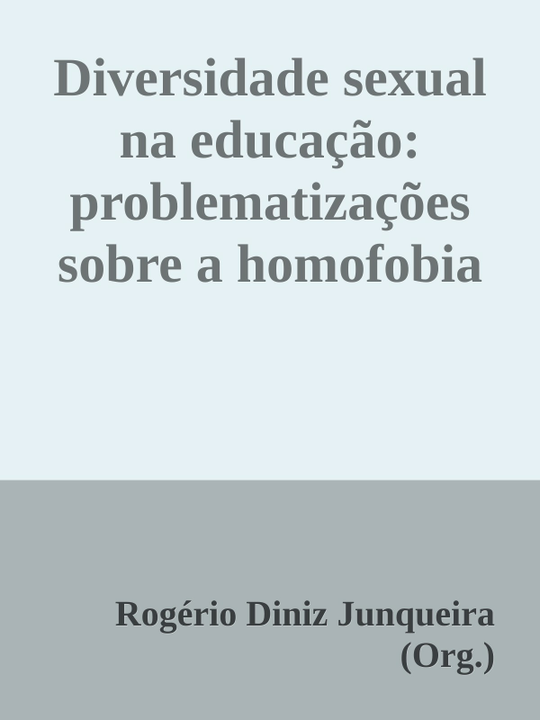 Diversidade sexual
na educação:
problematizações
sobre a homofobia
Rogério Diniz Junqueira
(Org.)